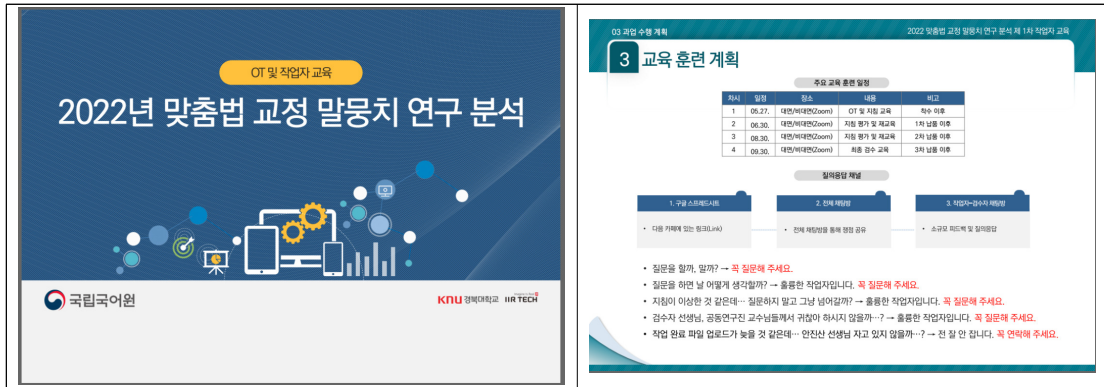 OT 및 작업자 교육
2022년 맞춤법 교정 말뭉치 연구 분석
국립국어원
KNU 경북대학교 IIR TECH
03 과업 수행 계획
2022 맞춤법 교정 말뭉치 연구 분석 제 1차 작업자 교육
3 교육 훈련 계획
주요 교육 훈련 일정
차시 일정 장소 내용 비고
1 05.27. 대면/비대면(Zoom) OT 및 지침 교육 착수 이후
2 06.30. 대면/비대면(Zoom) 지침 평가 및 재교육 1차 납품 이후
3 08.30. 대면/비대면(Zoom) 지침 평가 및 재교육 2차 납품 이후
4 09.30. 대면/비대면(Zoom) 최종 검수 교육 3차 납품 이후
질의응답 채널
1. 구글 스프레드시트
• 다음 카페에 있는 링크(Link)
2. 전체 채팅방
• 전체 채팅방을 통해 쟁점 공유
3. 작업자-검수자 채팅방
• 소규모 피드백 및 질의응답
• 질문을 할까, 말까? → 꼭 질문해 주세요.
• 질문을 하면 날 어떻게 생각할까? → 훌륭한 작업자입니다. 꼭 질문해 주세요.
• 지침이 이상한 것 같은데… 질문하지 말고 그냥 넘어갈까? → 훌륭한 작업자입니다. 꼭 질문해 주세요.
• 검수자 선생님, 공동연구진 교수님들께서 귀찮아 하시지 않을까…? → 훌륭한 작업자입니다. 꼭 질문해 주세요.
• 작업 완료 파일 업로드가 늦을 것 같은데… 안진산 선생님 자고 있지 않을까…? → 전 잘 안 잡니다. 꼭 연락해 주세요.